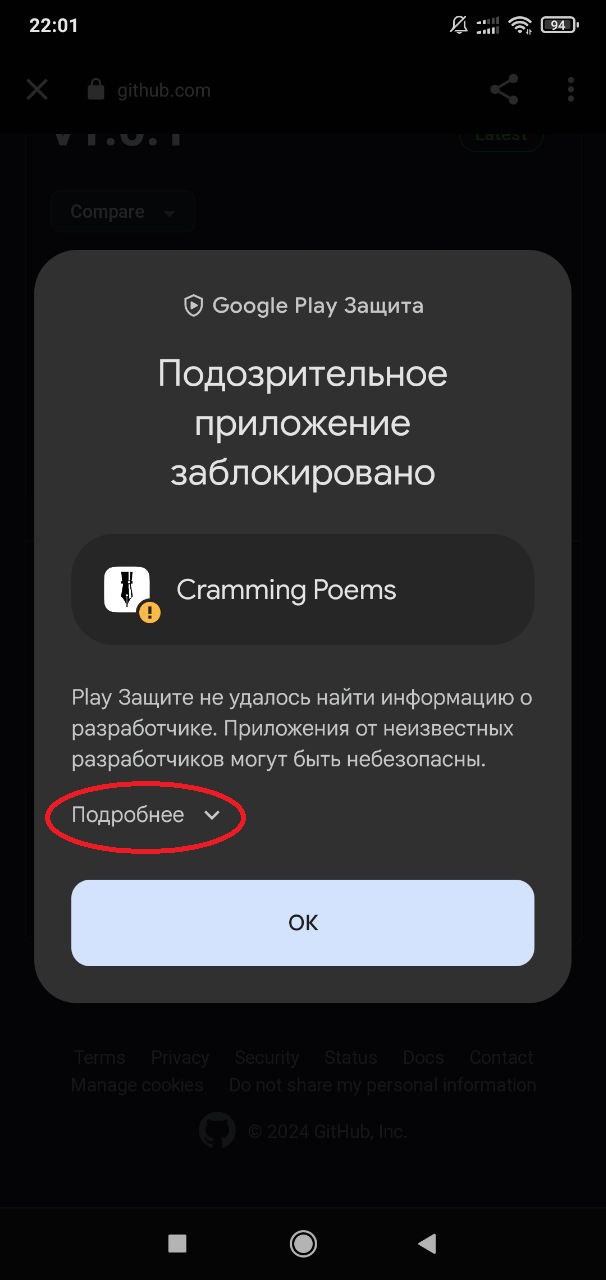 22:01
94
github.com
v1.0.1
Latest
Compare
Google Play Защита
Подозрительное
приложение
заблокировано
Cramming Poems
Play Защите не удалось найти информацию о
разработчике. Приложения от неизвестных
разработчиков могут быть небезопасны.
Подробнее
ОК
Terms Privacy Security Status Docs Contact
Manage cookies Do not share my personal information
© 2024 GitHub, Inc.